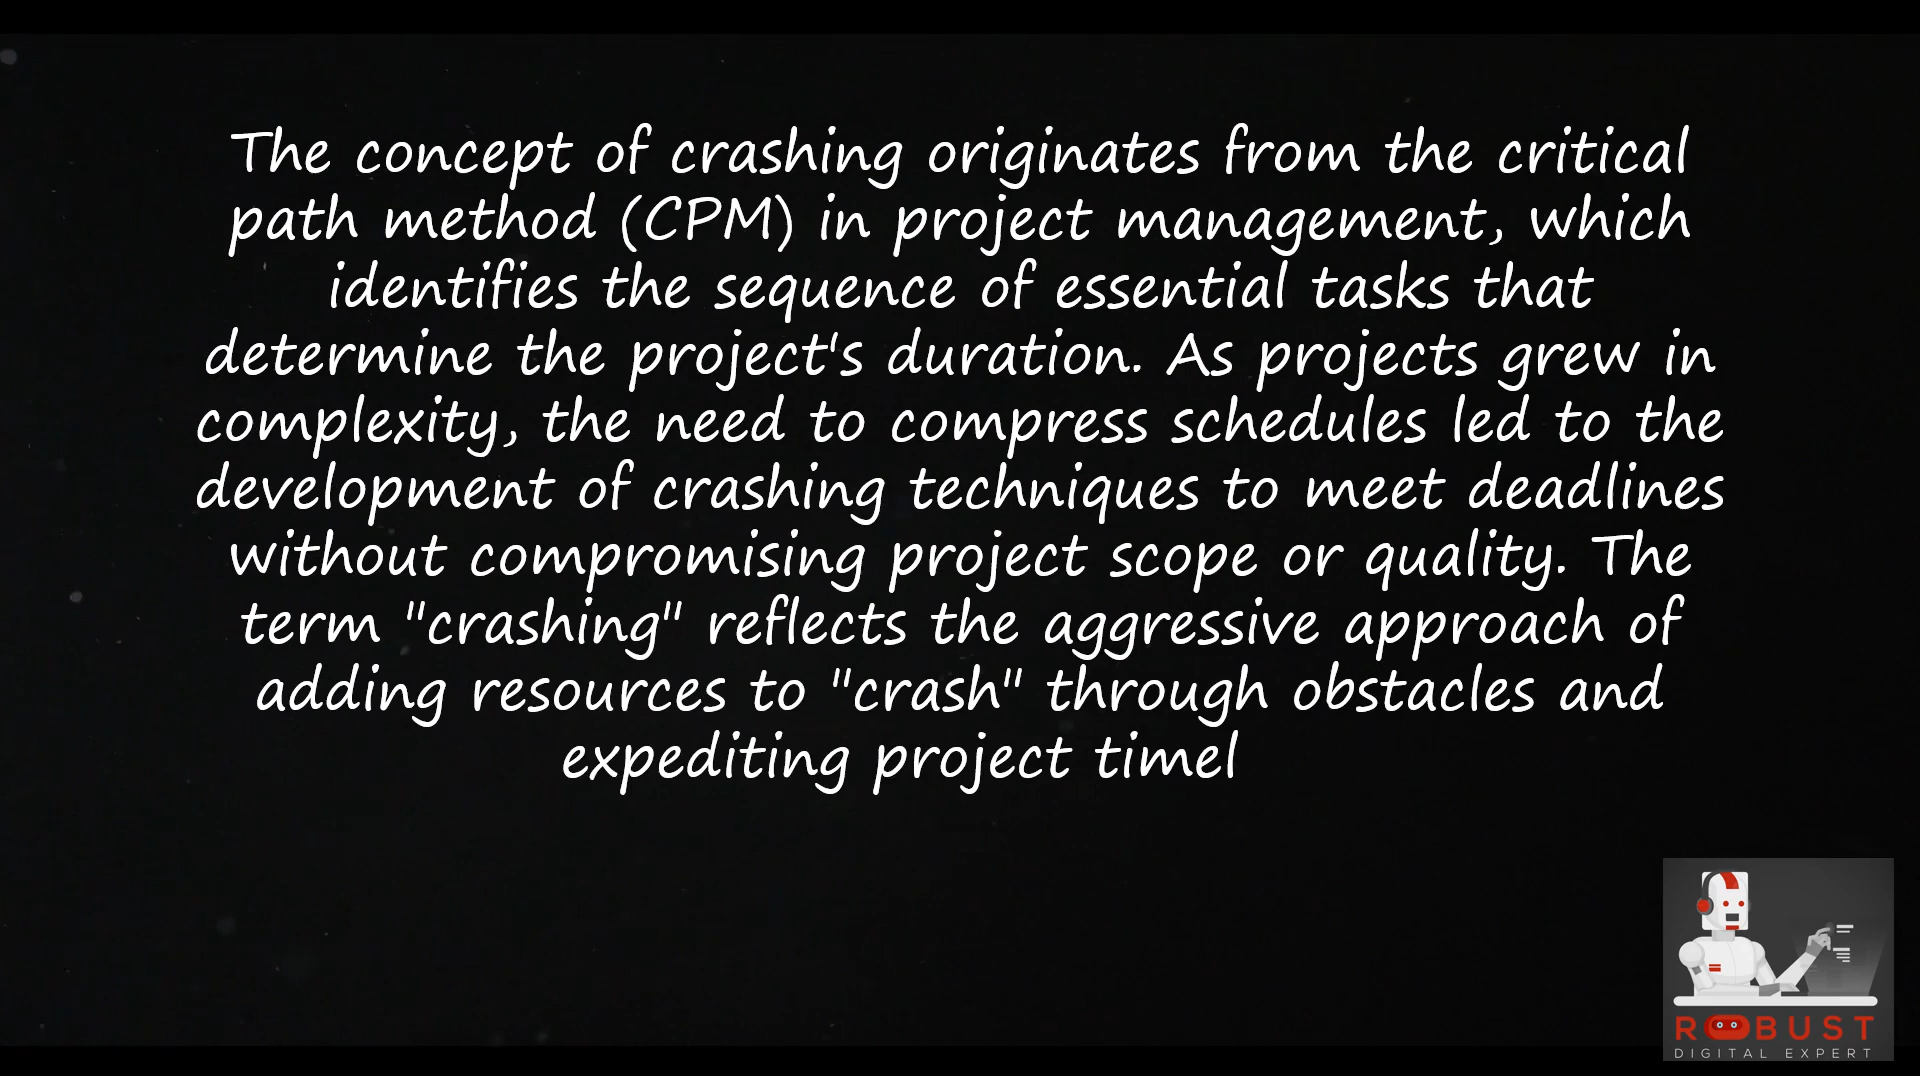 The concept of crashing originates from the critical
path method (CPM) in project management, which
identifies the sequence of essential tasks that
determine the project's duration. As projects grew in
complexity, the need to compress schedules led to the
development of crashing techniques to meet deadlines
without compromising project scope or quality. The
term "crashing" reflects the aggressive approach of
adding resources to "crash" through obstacles and
expediting project timel
ROBUST
DIGITAL EXPERT